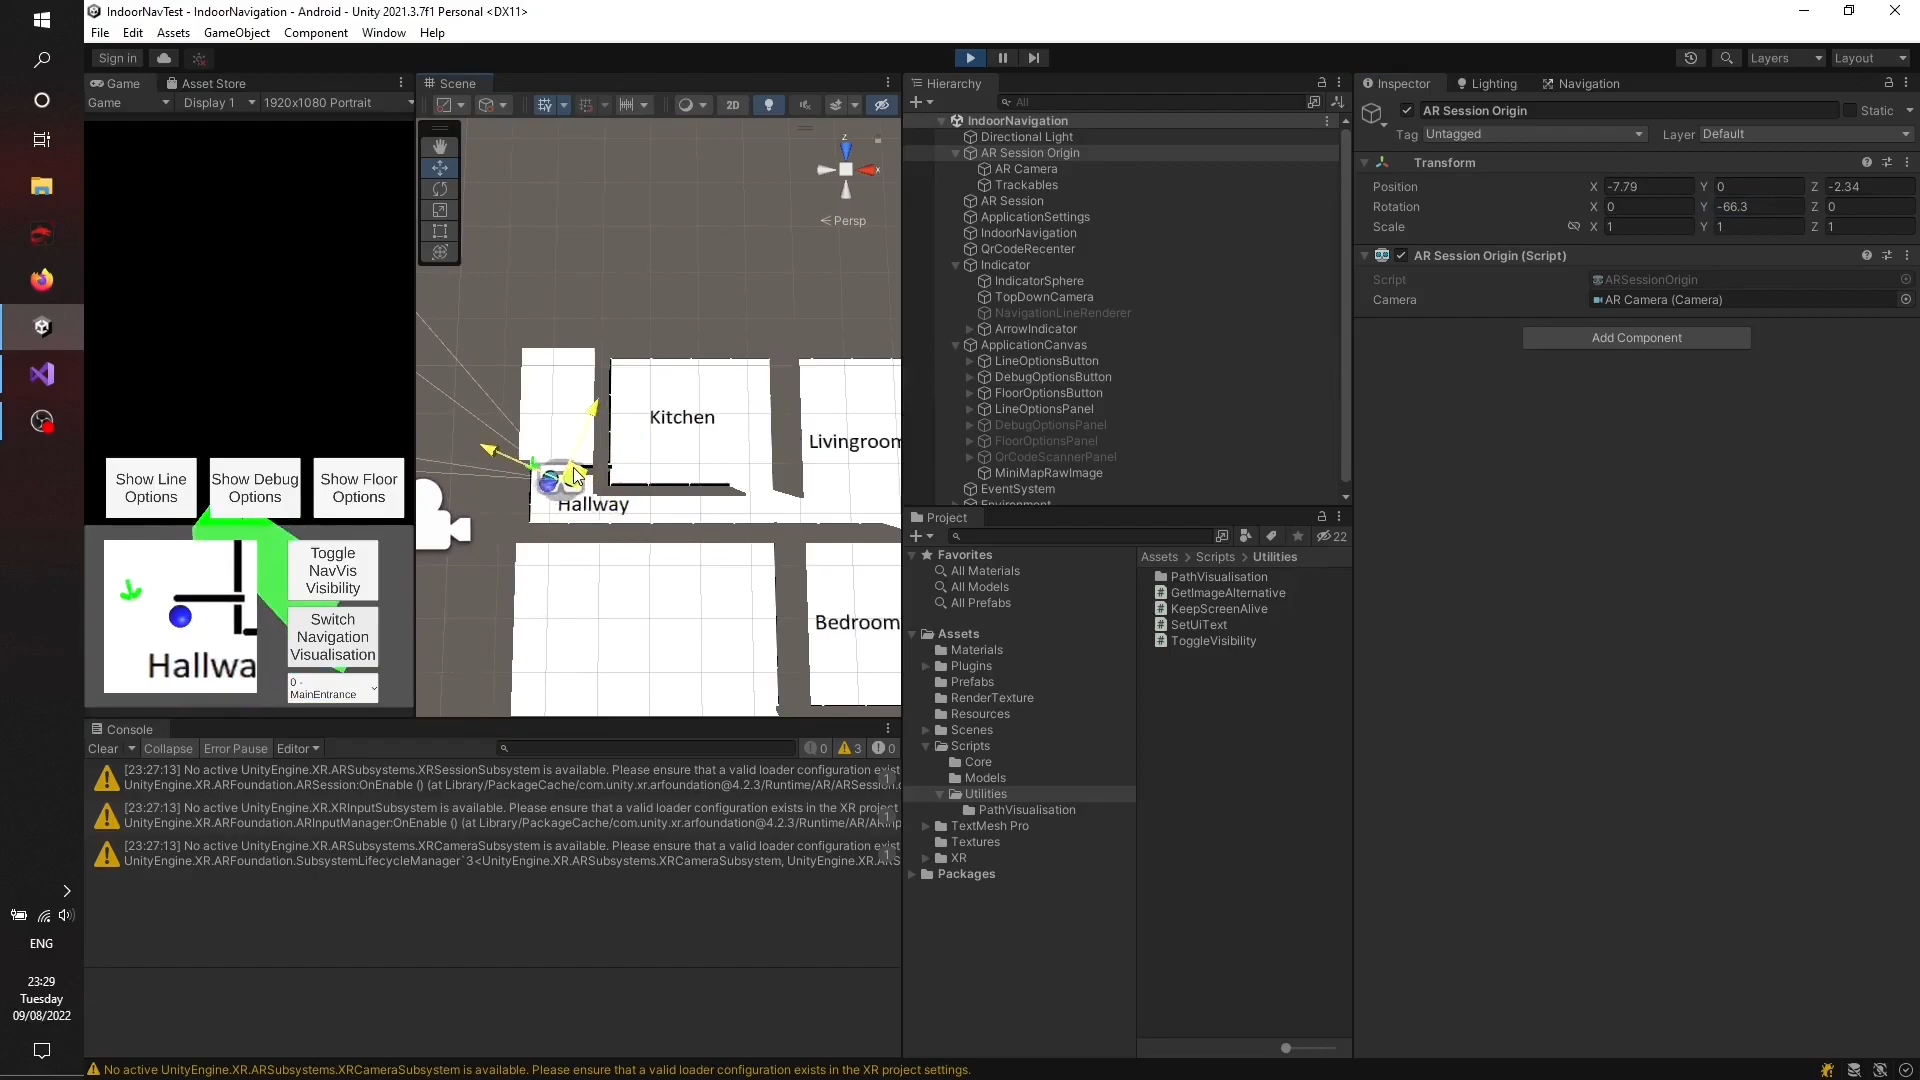 IndoorNavTest - IndoorNavigation - Android - Unity 2021.3.7f1 Personal <DX11>
File Edit Assets GameObject Component Window Help
Sign in
Layers
Layout
Game
Asset Store
Game
Display 1
1920x1080 Portrait
Show Line Options
Show Debug Options
Show Floor Options
Toggle NavVis Visibility
Switch Navigation Visualisation
0 - MainEntrance
Hallwa
Scene
2D
z
x
< Persp
Kitchen
Livingroom
Hallway
Bedroom
Hierarchy
All
IndoorNavigation
Directional Light
AR Session Origin
AR Camera
Trackables
AR Session
ApplicationSettings
IndoorNavigation
QrCodeRecenter
Indicator
IndicatorSphere
TopDownCamera
NavigationLineRenderer
ArrowIndicator
ApplicationCanvas
LineOptionsButton
DebugOptionsButton
FloorOptionsButton
LineOptionsPanel
DebugOptionsPanel
FloorOptionsPanel
QrCodeScannerPanel
MiniMapRawImage
EventSystem
Environment
Inspector
Lighting
Navigation
AR Session Origin
Static
Tag Untagged
Layer Default
Transform
Position X -7.79 Y 0 Z -2.34
Rotation X 0 Y -66.3 Z 0
Scale X 1 Y 1 Z 1
AR Session Origin (Script)
Script ARSessionOrigin
Camera AR Camera (Camera)
Add Component
Project
22
Favorites
All Materials
All Models
All Prefabs
Assets
Materials
Plugins
Prefabs
RenderTexture
Resources
Scenes
Scripts
Core
Models
Utilities
PathVisualisation
TextMesh Pro
Textures
XR
Packages
Assets > Scripts > Utilities
PathVisualisation
GetImageAlternative
KeepScreenAlive
SetUiText
ToggleVisibility
Console
Clear Collapse Error Pause Editor
0 3 0
[23:27:13] No active UnityEngine.XR.ARSubsystems.XRSessionSubsystem is available. Please ensure that a valid loader configuration exist
UnityEngine.XR.ARFoundation.ARSession:OnEnable () (at Library/PackageCache/com.unity.xr.arfoundation@4.2.3/Runtime/AR/ARSession.c
1
[23:27:13] No active UnityEngine.XR.XRInputSubsystem is available. Please ensure that a valid loader configuration exists in the XR project
UnityEngine.XR.ARFoundation.ARInputManager:OnEnable () (at Library/PackageCache/com.unity.xr.arfoundation@4.2.3/Runtime/AR/ARInp
1
[23:27:13] No active UnityEngine.XR.ARSubsystems.XRCameraSubsystem is available. Please ensure that a valid loader configuration exist
UnityEngine.XR.ARFoundation.SubsystemLifecycleManager`3<UnityEngine.XR.ARSubsystems.XRCameraSubsystem, UnityEngine.XR.ARS
1
No active UnityEngine.XR.ARSubsystems.XRCameraSubsystem is available. Please ensure that a valid loader configuration exists in the XR project settings.
ENG
23:29
Tuesday
09/08/2022